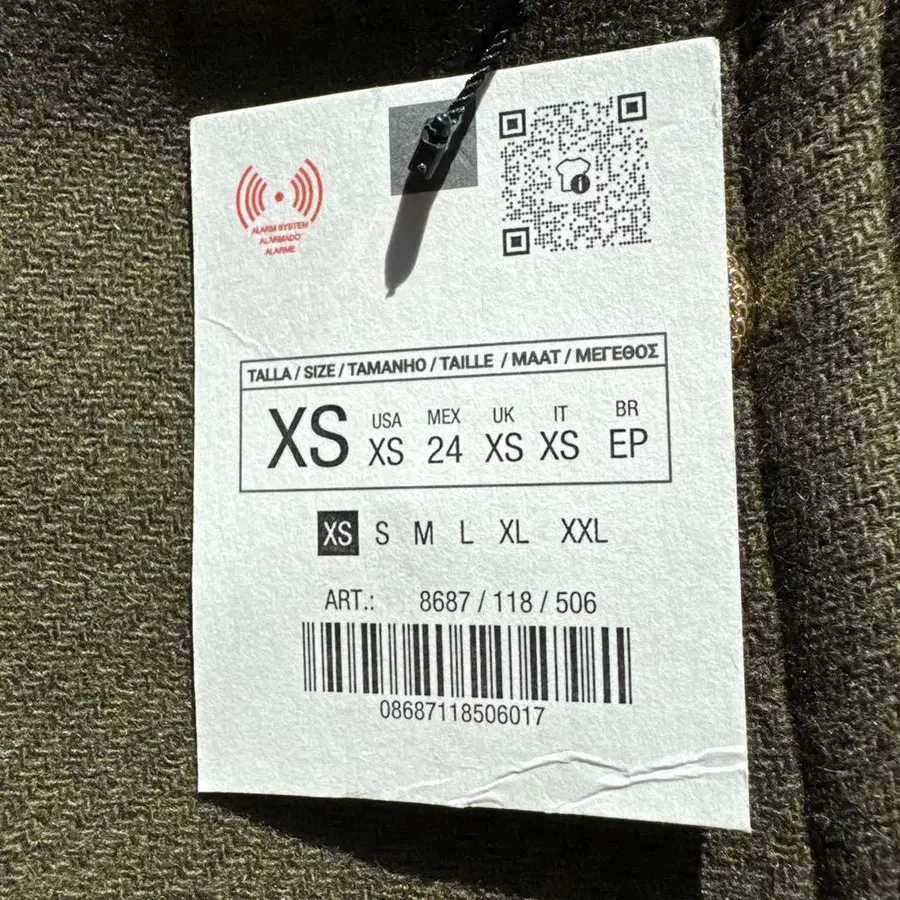 ALARM SYSTEM
ALARMADO
ALARME
TALLA / SIZE / TAMANHO / TAILLE / MAAT / ΜΕΓΕΘΟΣ
XS USA XS MEX 24 UK XS IT XS BR EP
XS S M L XL XXL
ART.: 8687 / 118 / 506
08687118506017